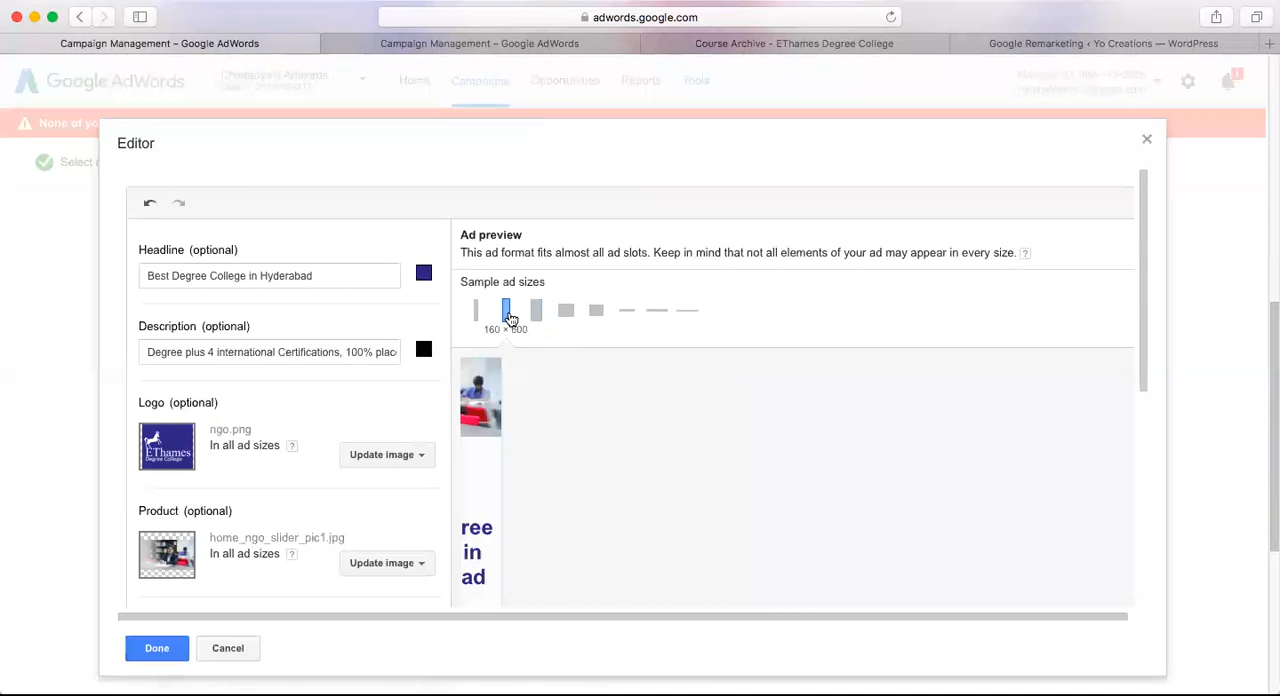 adwords.google.com
Campaign Management – Google AdWords
Campaign Management – Google AdWords
Course Archive - EThames Degree College
Google Remarketing ‹ Yo Creations — WordPress
Google AdWords
Home
Campaigns
Opportunities
Reports
Tools
1
None of yo
Editor
Select
Headline (optional)
Best Degree College in Hyderabad
Description (optional)
Degree plus 4 international Certifications, 100% plac
Logo (optional)
EThames
Degree College
ngo.png
In all ad sizes ?
Update image
Product (optional)
home_ngo_slider_pic1.jpg
In all ad sizes ?
Update image
Ad preview
This ad format fits almost all ad slots. Keep in mind that not all elements of your ad may appear in every size. ?
Sample ad sizes
160 × 600
ree
in
ad
Done
Cancel